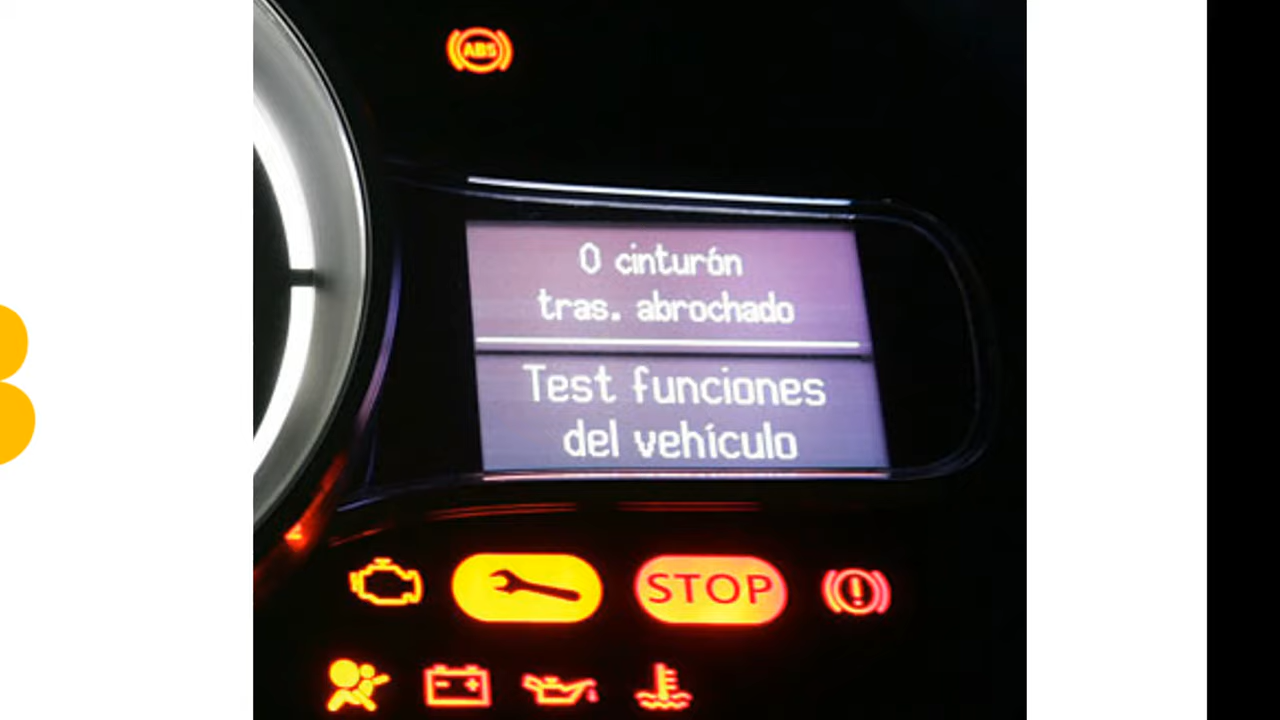 ABS
0 cinturón
tras. abrochado
Test funciones
del vehículo
STOP